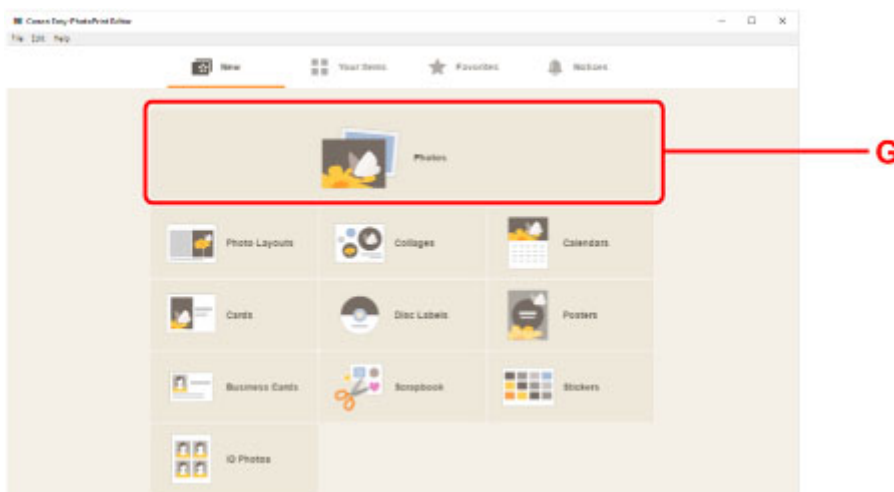 Canon Easy-PhotoPrint Editor
File Edit Help
New Your Items Favorites Notices
Photos
G
Photo Layouts Collages Calendars
Cards Disc Labels Posters
Business Cards Scrapbook Stickers
ID Photos